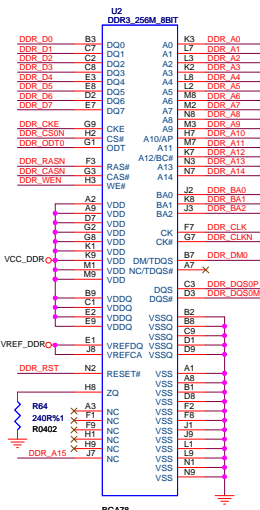 U2
DDR3_256M_8BIT
DDR_D0 B3 DQ0 A0 K3 DDR_A0
DDR_D1 C7 DQ1 A1 L7 DDR_A1
DDR_D2 C2 DQ2 A2 L3 DDR_A2
DDR_D3 C8 DQ3 A3 K2 DDR_A3
DDR_D4 E3 DQ4 A4 L8 DDR_A4
DDR_D5 E8 DQ5 A5 L2 DDR_A5
DDR_D6 D2 DQ6 A6 M8 DDR_A6
DDR_D7 E7 DQ7 A7 M2 DDR_A7
A8 N8 DDR_A8
DDR_CKE G9 CKE A9 M3 DDR_A9
DDR_CS0N H2 CS# A10/AP H7 DDR_A10
DDR_ODT0 G1 ODT A11 M7 DDR_A11
A12/BC# K7 DDR_A12
DDR_RASN F3 RAS# A13 N3 DDR_A13
DDR_CASN G3 CAS# A14 N7 DDR_A14
DDR_WEN H3 WE#
BA0 J2 DDR_BA0
A2 VDD BA1 K8 DDR_BA1
A9 VDD BA2 J3 DDR_BA2
D7 VDD
G2 VDD CK F7 DDR_CLK
G8 VDD CK# G7 DDR_CLKN
K1 VDD
VCC_DDR K9 VDD DM/TDQS B7 DDR_DM0
M1 VDD NC/TDQS# A7
M9 VDD
DQS C3 DDR_DQS0P
B9 VDDQ DQS# D3 DDR_DQS0M
C1 VDDQ
E2 VDDQ VSSQ B2
E9 VDDQ VSSQ B8
VSSQ C9
VREF_DDR E1 VREFDQ VSSQ D1
J8 VREFCA VSSQ D9
DDR_RST N2 RESET# VSS A1
VSS A8
H8 ZQ VSS B1
VSS D8
R64 A3 NC VSS F2
240R%1 F1 NC VSS F8
R0402 F9 NC VSS J1
H1 NC VSS J9
H9 NC VSS L1
DDR_A15 J7 NC VSS L9
VSS N1
VSS N9